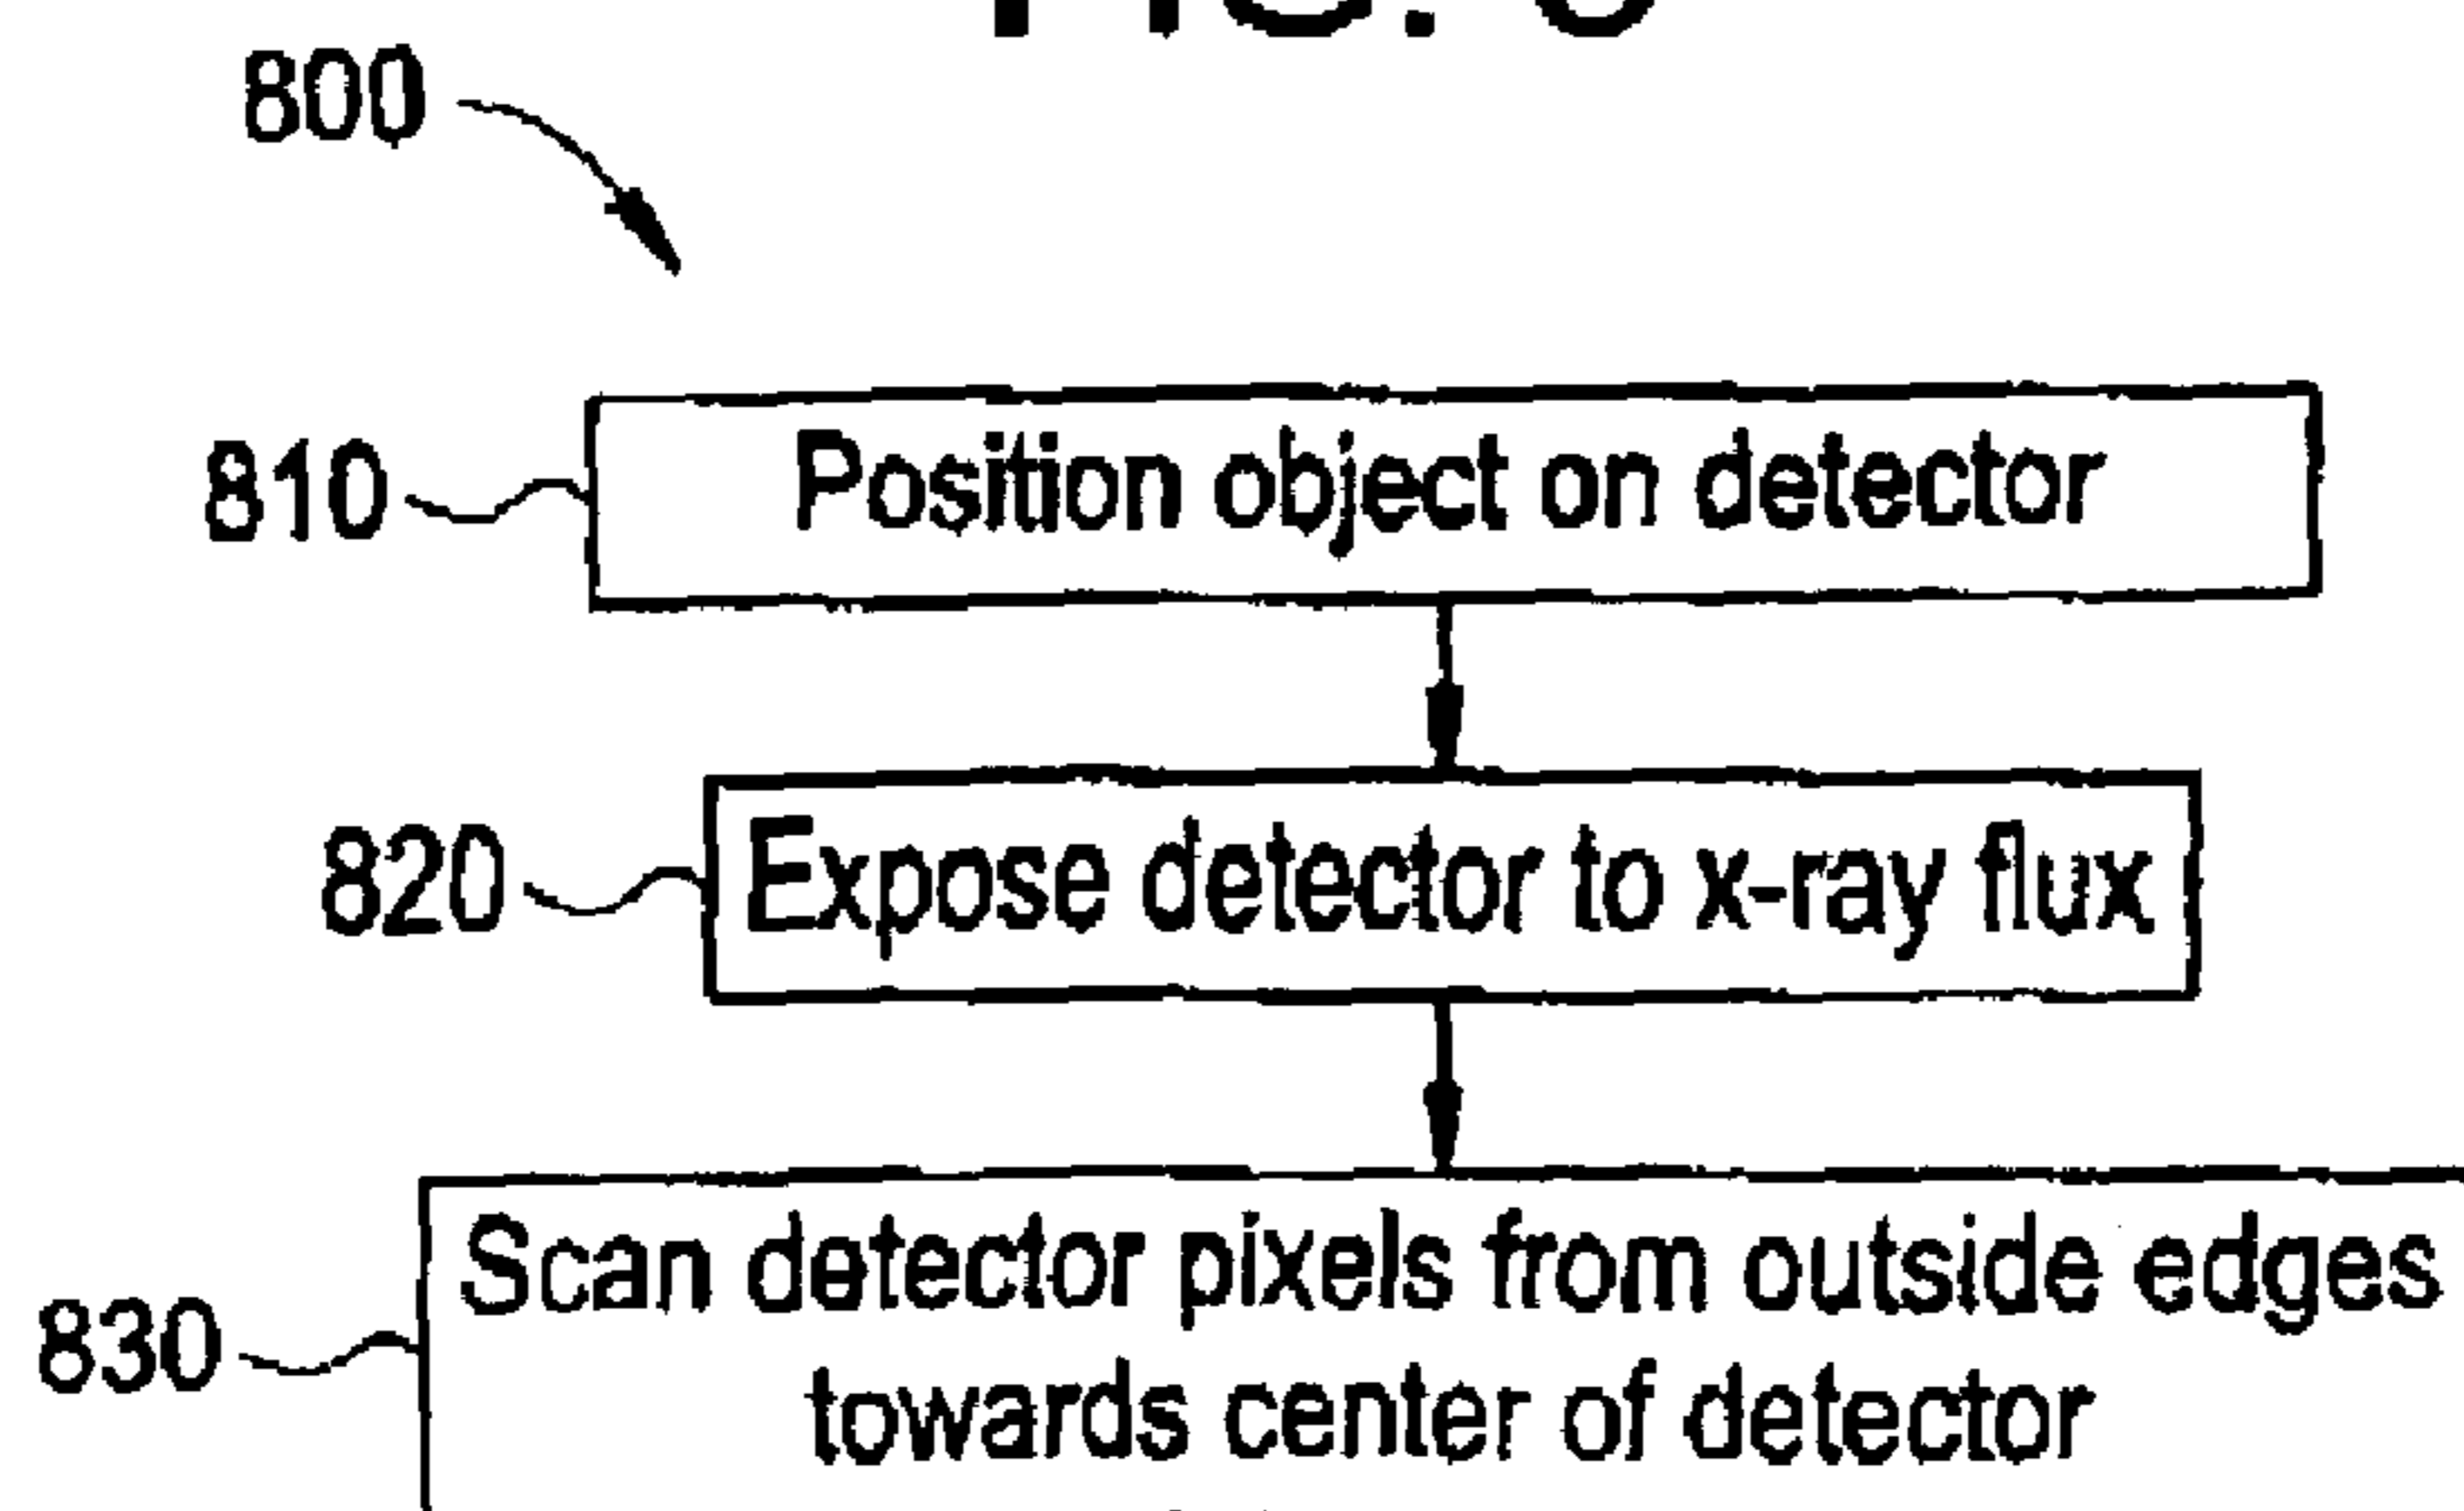 800
810
Position object on detector
820
Expose detector to x-ray flux
Scan detector pixels from outside edges
830
towards center of detector